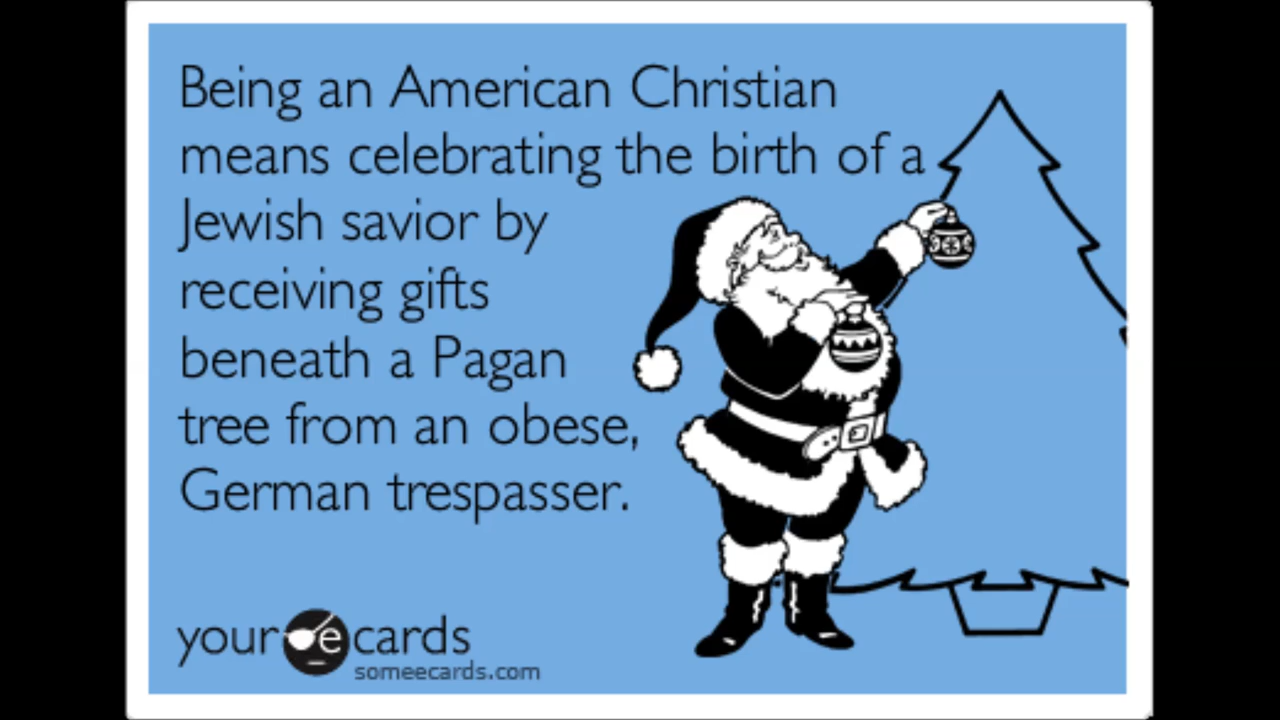 Being an American Christian
means celebrating the birth of a
Jewish savior by
receiving gifts
beneath a Pagan
tree from an obese,
German trespasser.
your e cards
someecards.com